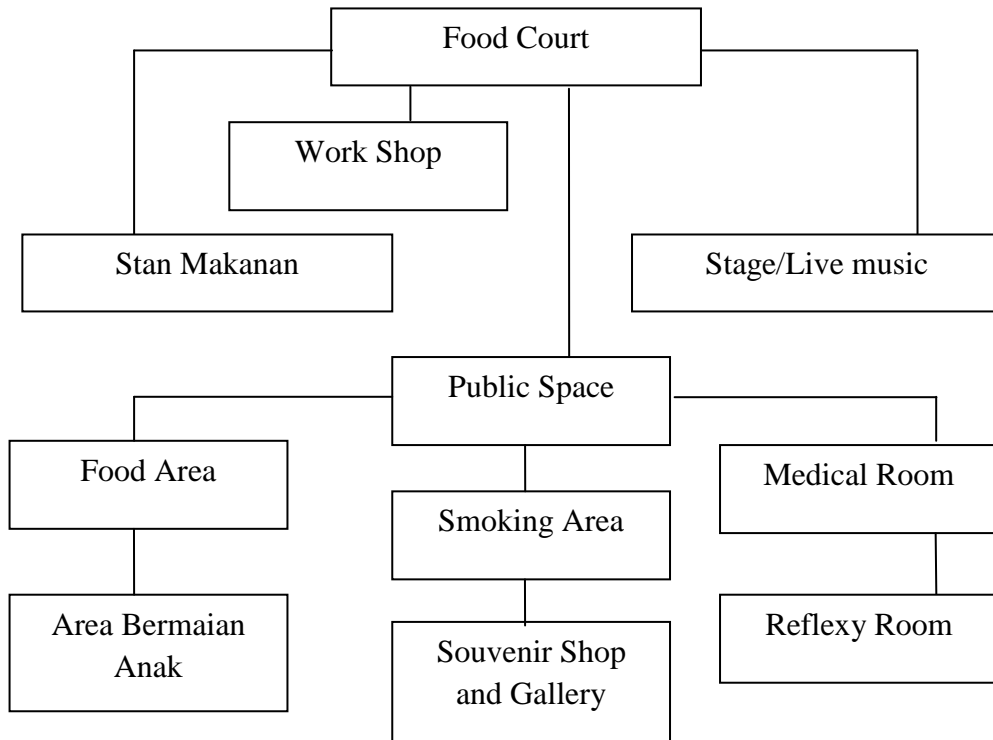 Food Court
Work Shop
Stan Makanan
Stage/Live music
Public Space
Food Area
Medical Room
Smoking Area
Area Bermaian
Anak
Souvenir Shop
and Gallery
Reflexy Room